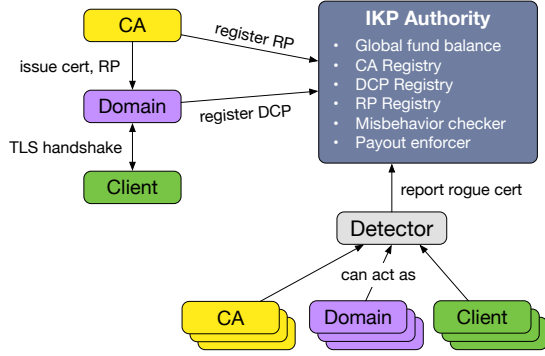 CA
register RP
issue cert, RP
Domain
register DCP
TLS handshake
Client
IKP Authority
• Global fund balance
• CA Registry
• DCP Registry
• RP Registry
• Misbehavior checker
• Payout enforcer
report rogue cert
Detector
can act as
CA
Domain
Client